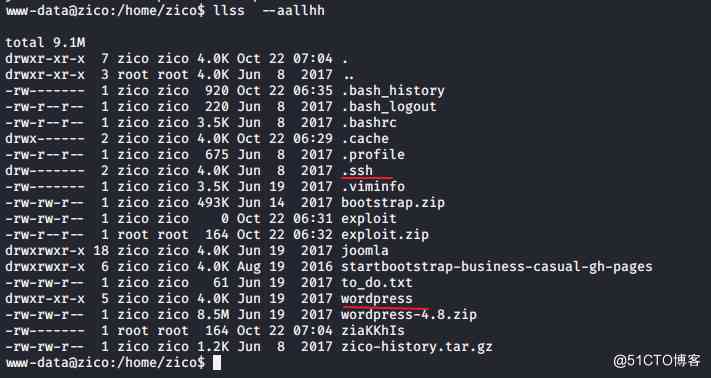 www-data@zico:/home/zico$ llss  --aallhh
total 9.1M
drwxr-xr-x  7 zico zico 4.0K Oct 22 07:04 .
drwxr-xr-x  3 root root 4.0K Jun  8  2017 ..
-rw-------  1 zico zico  920 Oct 22 06:35 .bash_history
-rw-r--r--  1 zico zico  220 Jun  8  2017 .bash_logout
-rw-r--r--  1 zico zico 3.5K Jun  8  2017 .bashrc
drwx------  2 zico zico 4.0K Oct 22 06:29 .cache
-rw-r--r--  1 zico zico  675 Jun  8  2017 .profile
drw-------  2 zico zico 4.0K Jun  8  2017 .ssh
-rw-------  1 zico zico 3.5K Jun 19  2017 .viminfo
-rw-rw-r--  1 zico zico 493K Jun 14  2017 bootstrap.zip
-rw-rw-r--  1 zico zico    0 Oct 22 06:31 exploit
-rw-r--r--  1 root root  164 Oct 22 06:32 exploit.zip
drwxrwxr-x 18 zico zico 4.0K Jun 19  2017 joomla
drwxrwxr-x  6 zico zico 4.0K Aug 19  2016 startbootstrap-business-casual-gh-pages
-rw-rw-r--  1 zico zico   61 Jun 19  2017 to_do.txt
drwxr-xr-x  5 zico zico 4.0K Jun 19  2017 wordpress
-rw-rw-r--  1 zico zico 8.5M Jun 19  2017 wordpress-4.8.zip
-rw-------  1 root root  164 Oct 22 07:04 ziaKKhIs
-rw-rw-r--  1 zico zico 1.2K Jun  8  2017 zico-history.tar.gz
www-data@zico:/home/zico$
@51CTO博客